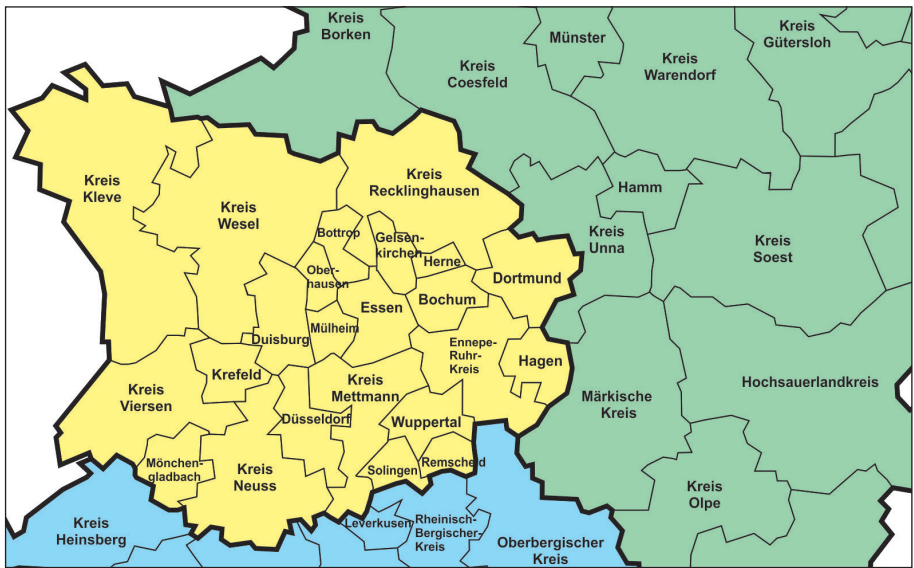 Kreis
Borken
Kreis
Coesfeld
Münster
Kreis
Warendorf
Kreis
Gütersloh
Kreis
Kleve
Kreis
Wesel
Kreis
Recklinghausen
Hamm
Kreis
Unna
Kreis
Soest
Bottrop
Gelsen-
kirchen
Herne
Dortmund
Ober-
hausen
Essen
Bochum
Duisburg
Mülheim
Ennepe-
Ruhr-
Kreis
Hagen
Krefeld
Kreis
Viersen
Kreis
Mettmann
Märkische
Kreis
Hochsauerlandkreis
Düsseldorf
Wuppertal
Mönchen-
gladbach
Kreis
Neuss
Solingen
Remscheid
Kreis
Olpe
Kreis
Heinsberg
Leverkusen
Rheinisch-
Bergischer-
Kreis
Oberbergischer
Kreis